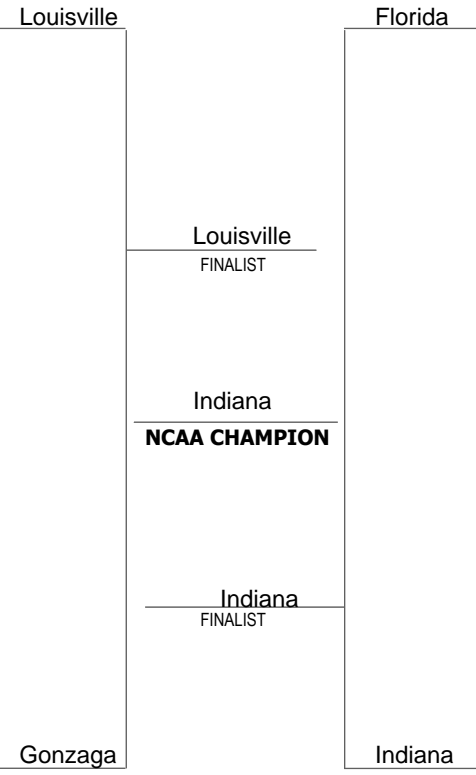 Louisville
Florida
Louisville
FINALIST
Indiana
NCAA CHAMPION
Indiana
FINALIST
Gonzaga
Indiana